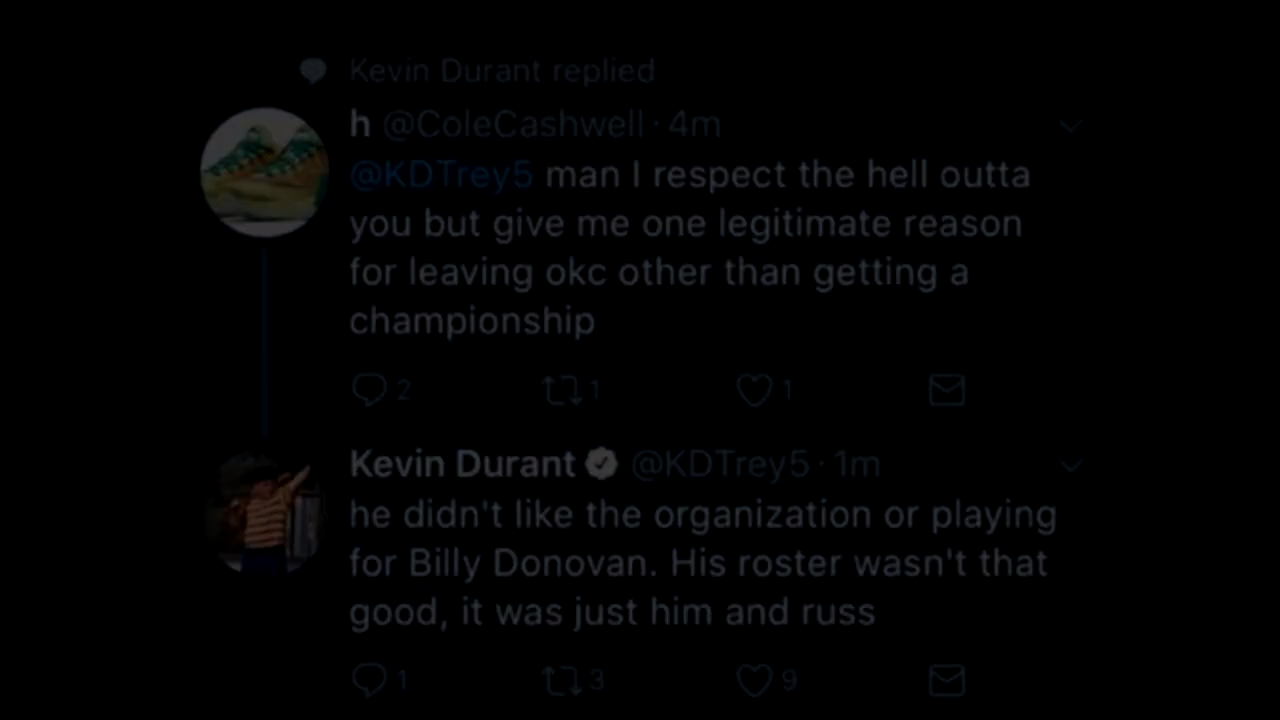 Kevin Durant replied
h @ColeCashwell · 4m
@KDTrey5 man I respect the hell outta
you but give me one legitimate reason
for leaving okc other than getting a
championship
2 1 1
Kevin Durant @KDTrey5 · 1m
he didn't like the organization or playing
for Billy Donovan. His roster wasn't that
good, it was just him and russ
1 3 9